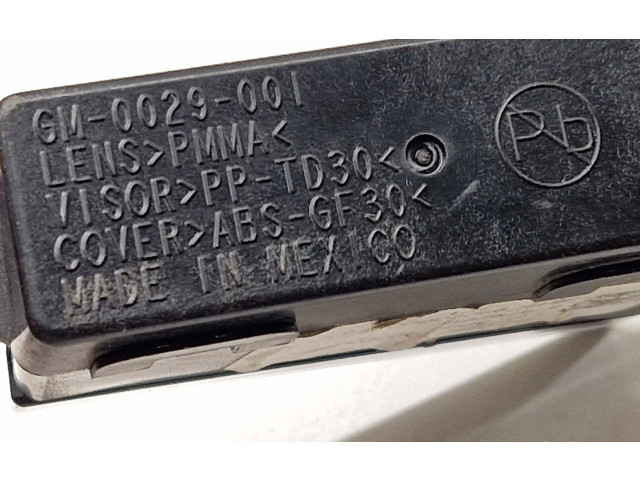 GM-0029-001
LENS>PMMA<
VISOR>PP-TD30<
COVER>ABS-GF30<
MADE IN MEXICO
Pb